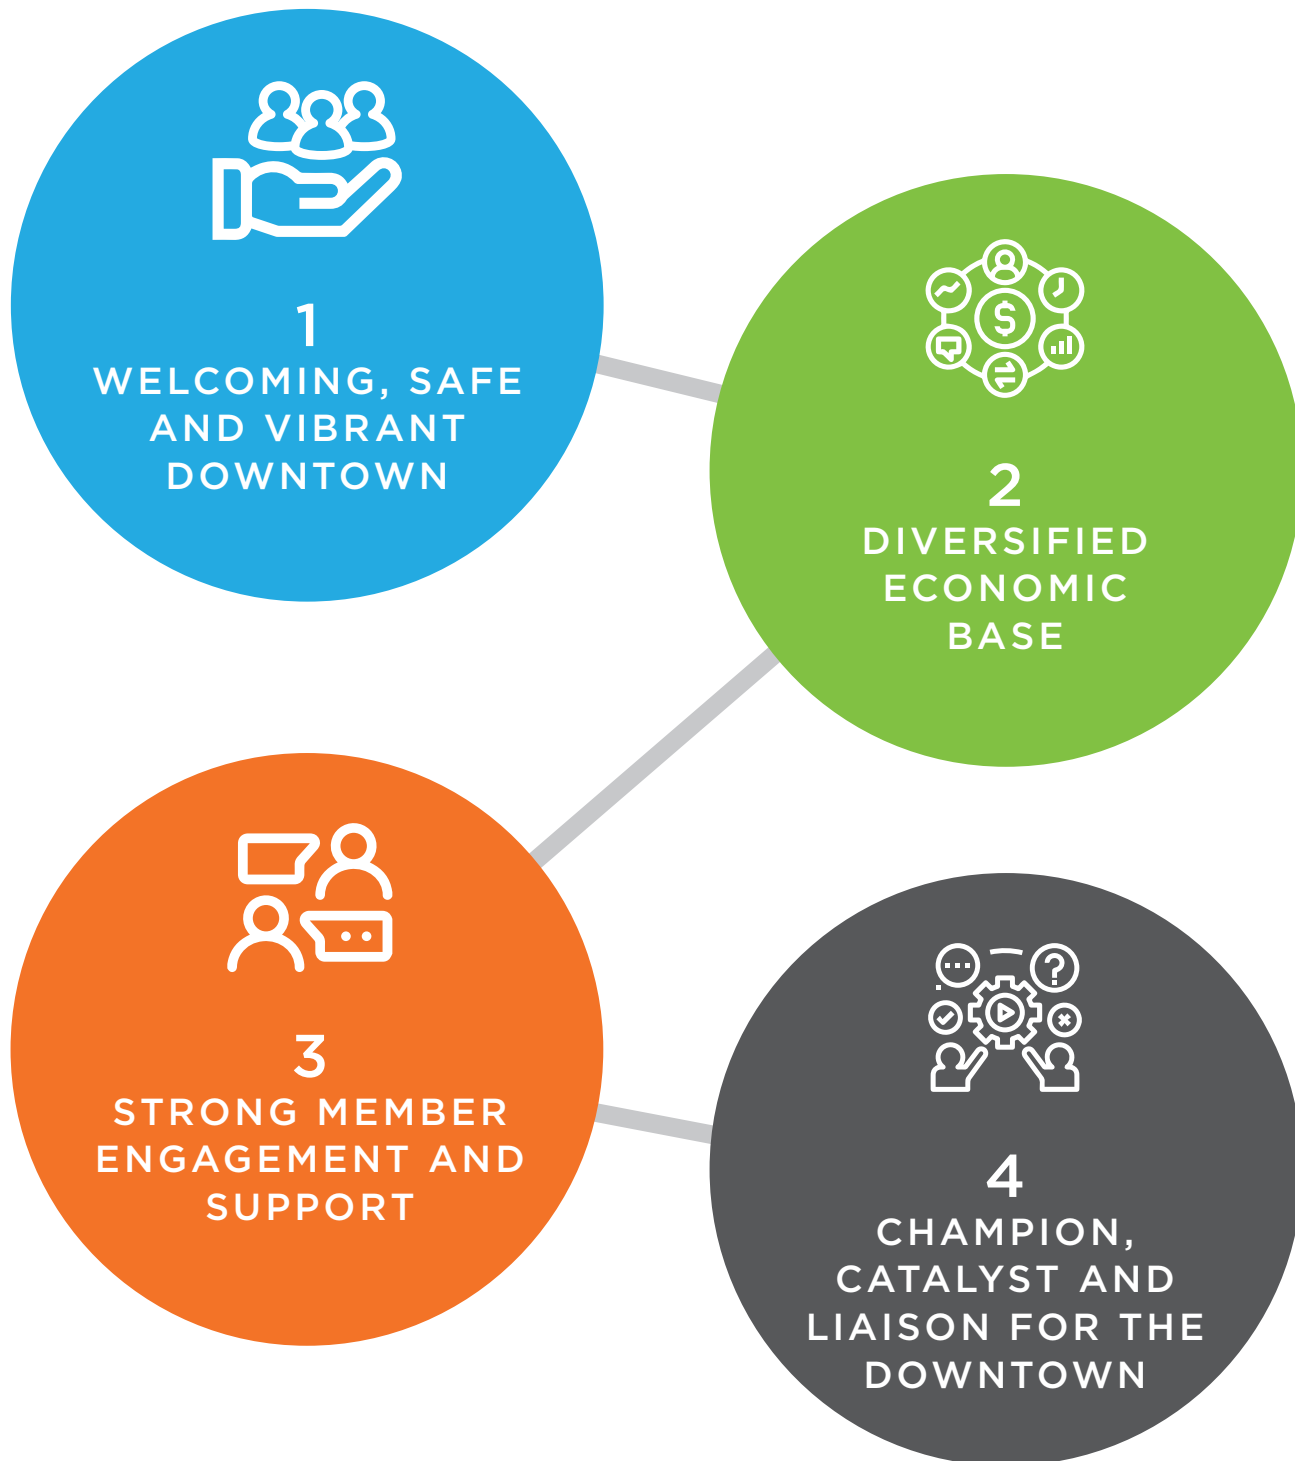 1
WELCOMING, SAFE
AND VIBRANT
DOWNTOWN
2
DIVERSIFIED
ECONOMIC
BASE
3
STRONG MEMBER
ENGAGEMENT AND
SUPPORT
4
CHAMPION,
CATALYST AND
LIAISON FOR THE
DOWNTOWN